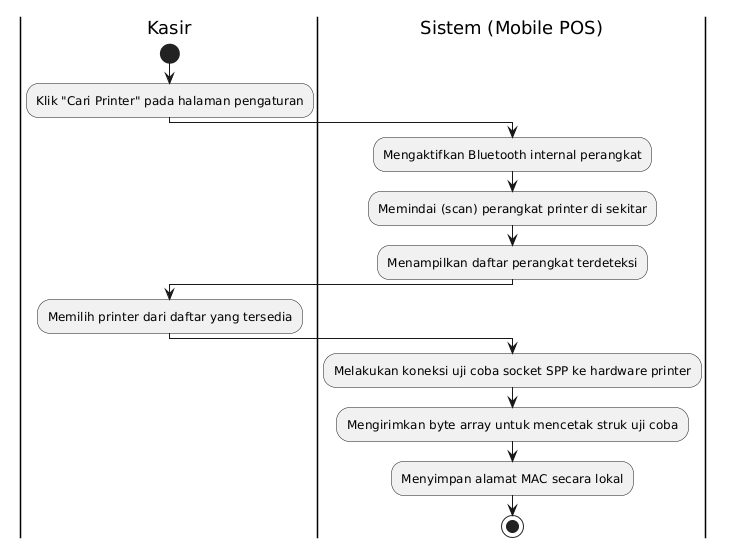 Kasir
Sistem (Mobile POS)
Klik "Cari Printer" pada halaman pengaturan
Mengaktifkan Bluetooth internal perangkat
Memindai (scan) perangkat printer di sekitar
Menampilkan daftar perangkat terdeteksi
Memilih printer dari daftar yang tersedia
Melakukan koneksi uji coba socket SPP ke hardware printer
Mengirimkan byte array untuk mencetak struk uji coba
Menyimpan alamat MAC secara lokal